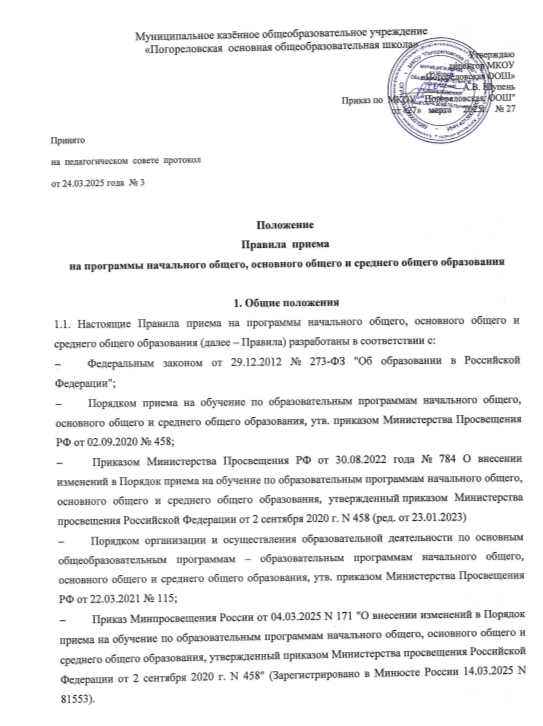 Муниципальное казённое общеобразовательное учреждение
«Погореловская основная общеобразовательная школа»
Утверждаю
директор МКОУ
«Погореловская ООШ»
А.В.
Приказ по МКОУ "Погореловская ООШ"
от «27» марта 2025г. № 27
Принято
на педагогическом совете протокол
от 24.03.2025 года № 3
Положение
Правила приема
на программы начального общего, основного общего и среднего общего образования
1. Общие положения
1.1. Настоящие Правила приема на программы начального общего, основного общего и
среднего общего образования (далее – Правила) разработаны в соответствии с:
– Федеральным законом от 29.12.2012 № 273-ФЗ "Об образовании в Российской
Федерации";
– Порядком приема на обучение по образовательным программам начального общего,
основного общего и среднего общего образования, утв. приказом Министерства Просвещения
РФ от 02.09.2020 № 458;
– Приказом Министерства Просвещения РФ от 30.08.2022 года № 784 О внесении
изменений в Порядок приема на обучение по образовательным программам начального общего,
основного общего и среднего общего образования, утвержденный приказом Министерства
просвещения Российской Федерации от 2 сентября 2020 г. N 458 (ред. от 23.01.2023)
– Порядком организации и осуществления образовательной деятельности по основным
общеобразовательным программам – образовательным программам начального общего,
основного общего и среднего общего образования, утв. приказом Министерства Просвещения
РФ от 22.03.2021 № 115;
– Приказ Минпросвещения России от 04.03.2025 N 171 "О внесении изменений в Порядок
приема на обучение по образовательным программам начального общего, основного общего и
среднего общего образования, утвержденный приказом Министерства просвещения Российской
Федерации от 2 сентября 2020 г. N 458" (Зарегистрировано в Минюсте России 14.03.2025 N
81553).